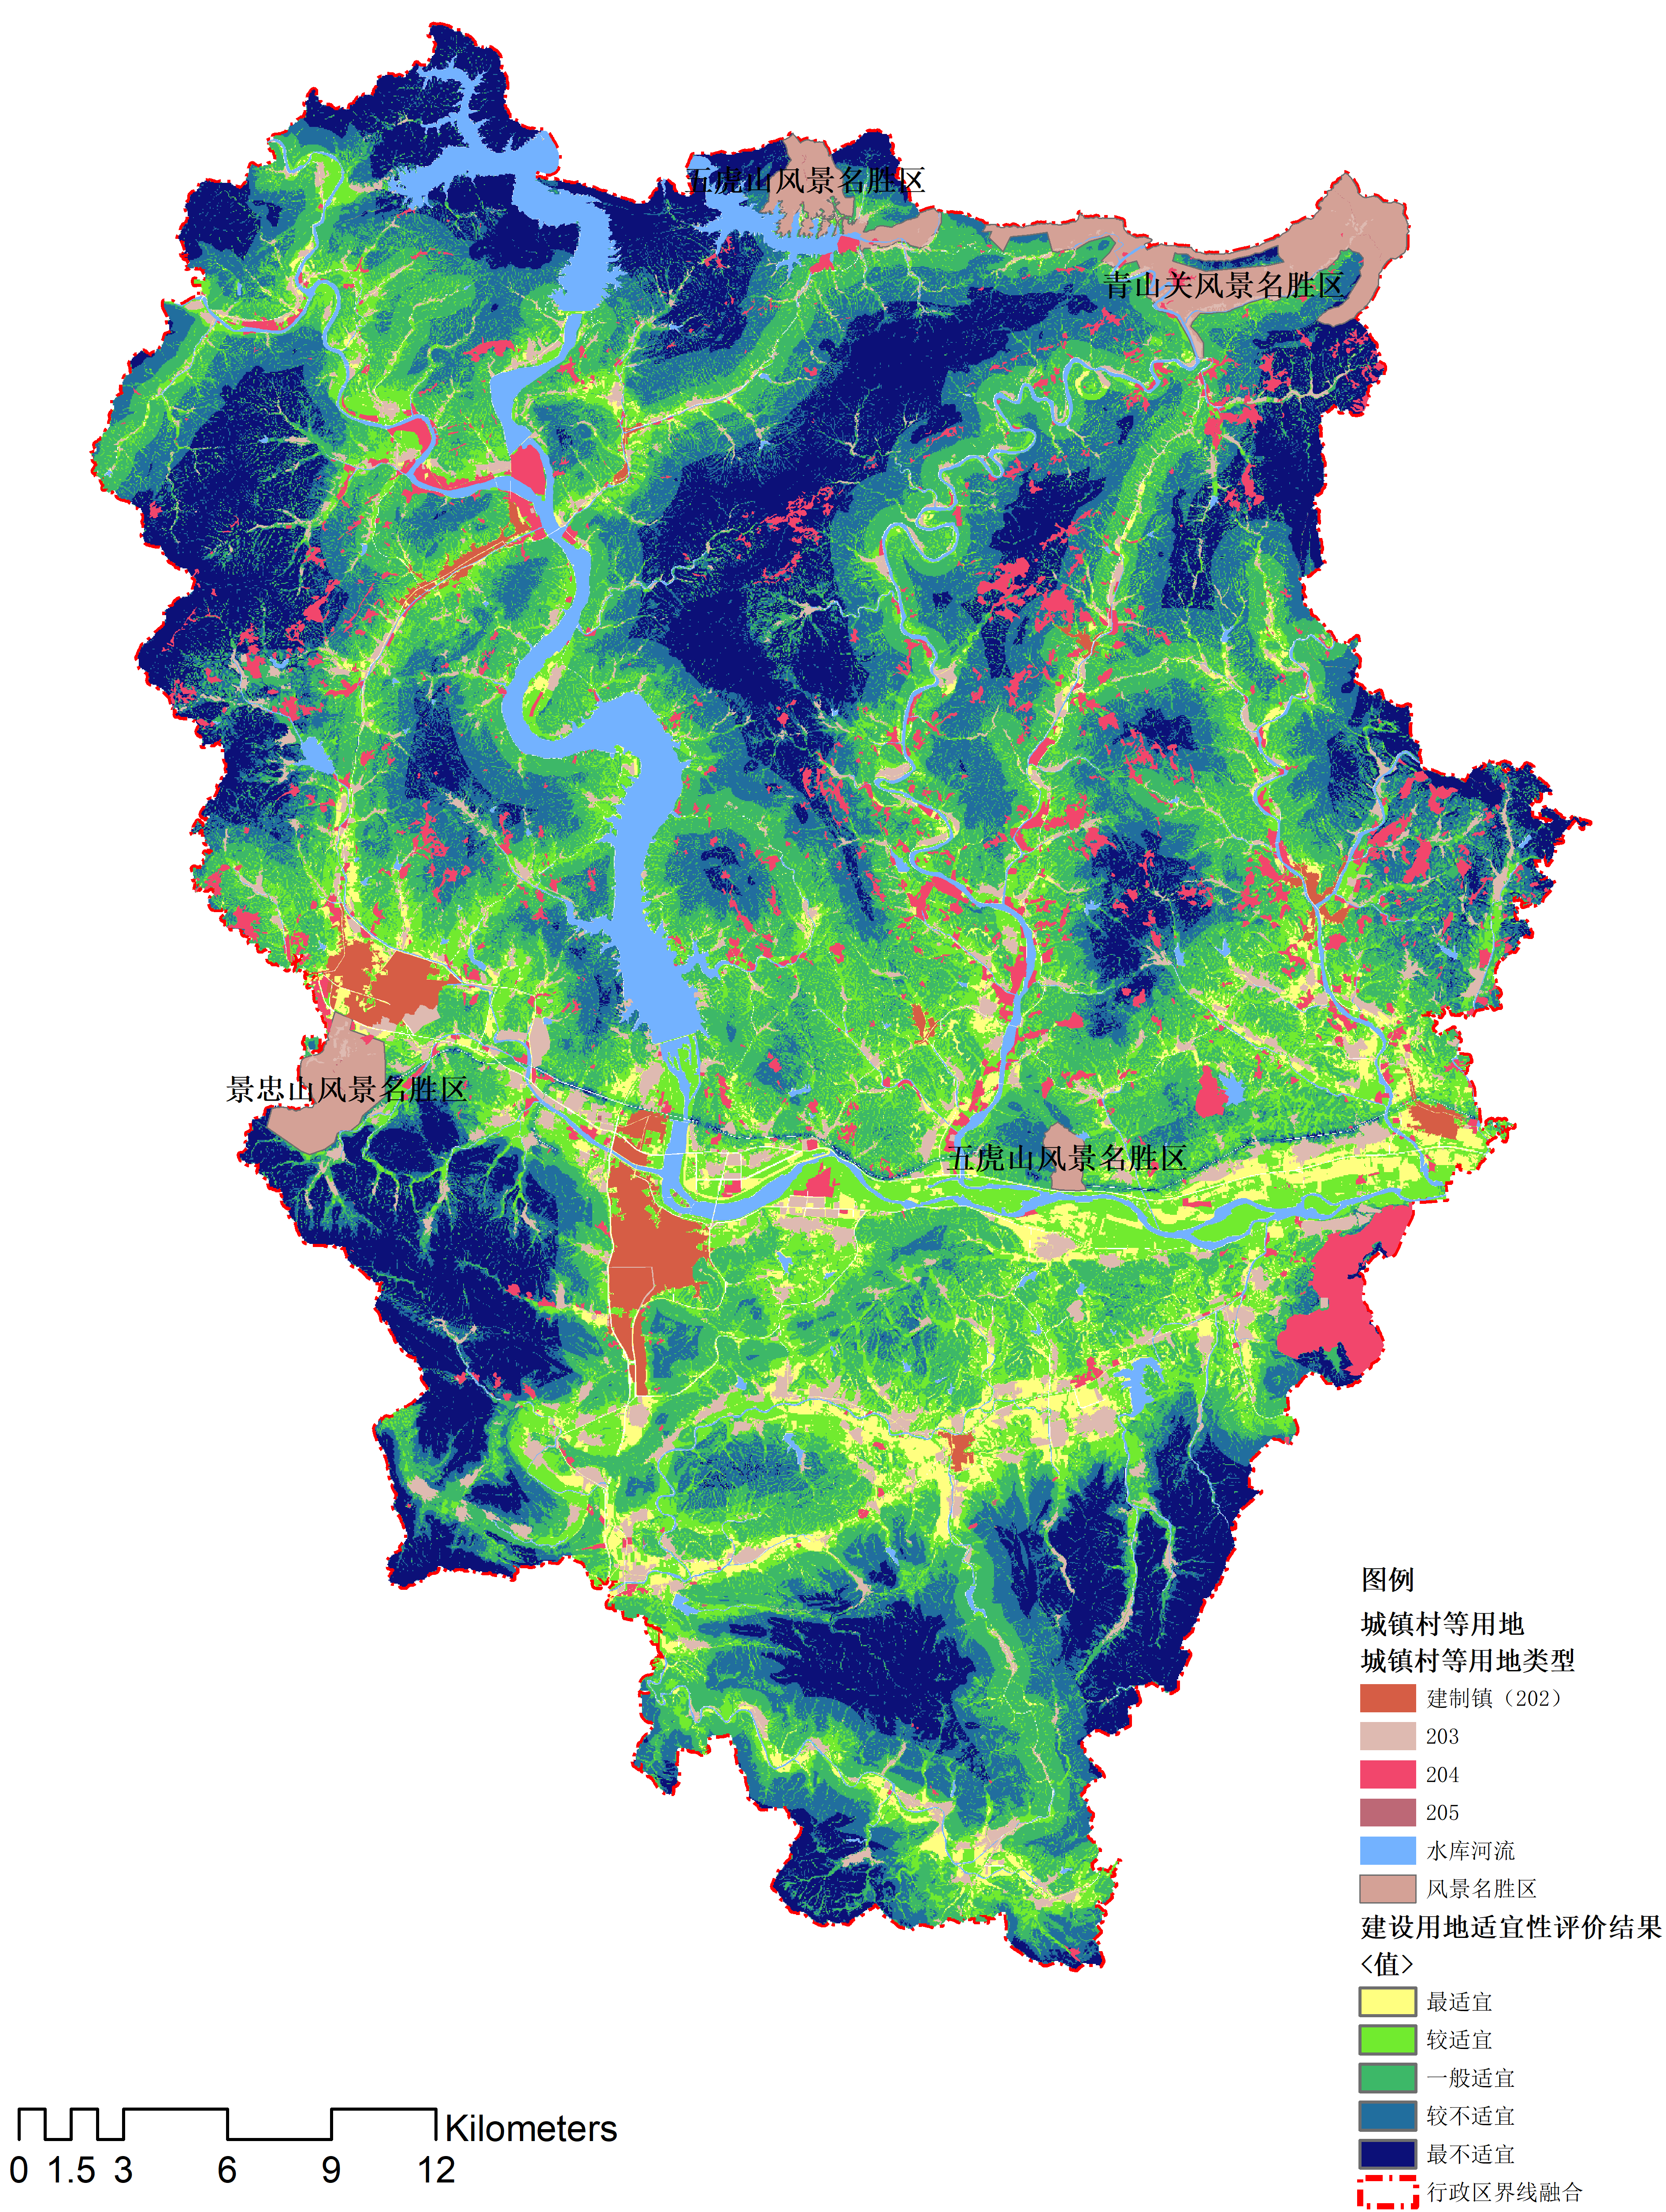 五虎山风景名胜区
青山关风景名胜区
景忠山风景名胜区
五虎山风景名胜区
图例
城镇村等用地
城镇村等用地类型
建制镇（202）
203
204
205
水库河流
风景名胜区
建设用地适宜性评价结果
<值>
最适宜
较适宜
一般适宜
较不适宜
最不适宜
行政区界线融合
Kilometers
0 1.5 3 6 9 12